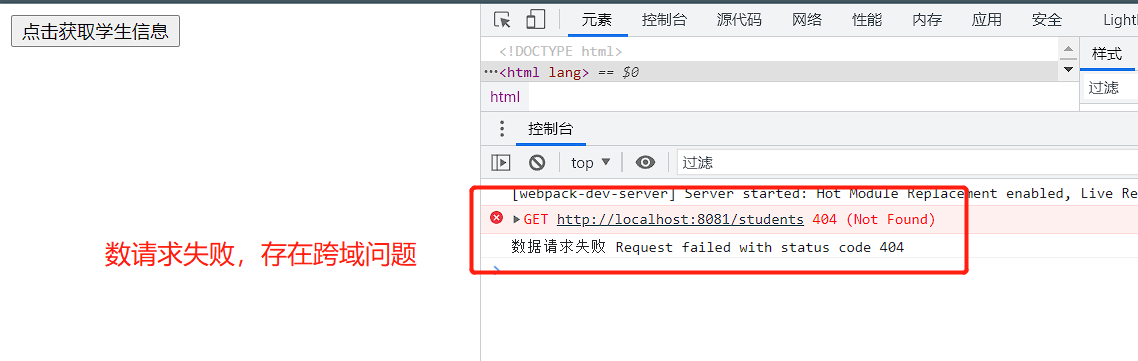 点击获取学生信息
元素 控制台 源代码 网络 性能 内存 应用 安全 Light
<!DOCTYPE html>
样式
···<html lang> == $0
过滤
html
控制台
top ▼ 过滤
[webpack-dev-server] Server started: Hot Module Replacement enabled, Live Re
GET http://localhost:8081/students 404 (Not Found)
数据请求失败 Request failed with status code 404
数请求失败，存在跨域问题